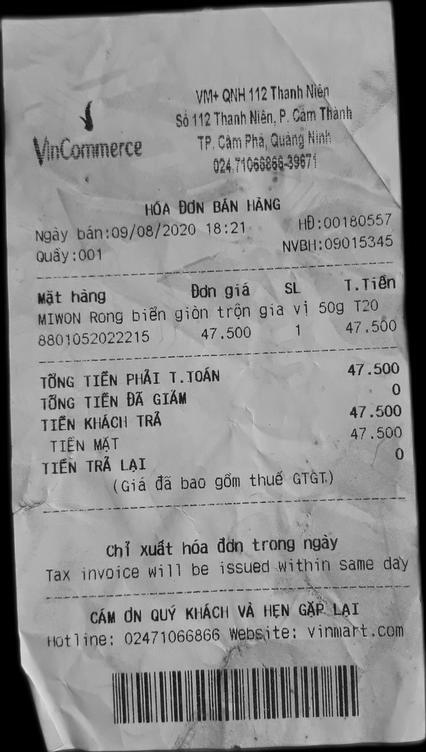 VinCommerce
VM+ QNH 112 Thanh Niên
Số 112 Thanh Niên, P. Cẩm Thành
TP. Cẩm Phả, Quảng Ninh
024.71066866-39671
HÓA ĐƠN BÁN HÀNG
Ngày bán:09/08/2020 18:21 HĐ:00180557
Quầy:001 NVBH:09015345
Mặt hàng Đơn giá SL T.Tiền
MIWON Rong biển giòn trộn gia vị 50g T20
8801052022215 47.500 1 47.500
TỔNG TIỀN PHẢI T.TOÁN 47.500
TỔNG TIỀN ĐÃ GIẢM 0
TIỀN KHÁCH TRẢ 47.500
TIỀN MẶT 47.500
TIỀN TRẢ LẠI 0
(Giá đã bao gồm thuế GTGT)
Chỉ xuất hóa đơn trong ngày
Tax invoice will be issued within same day
CẢM ƠN QUÝ KHÁCH VÀ HẸN GẶP LẠI
Hotline: 02471066866 Website: vinmart.com